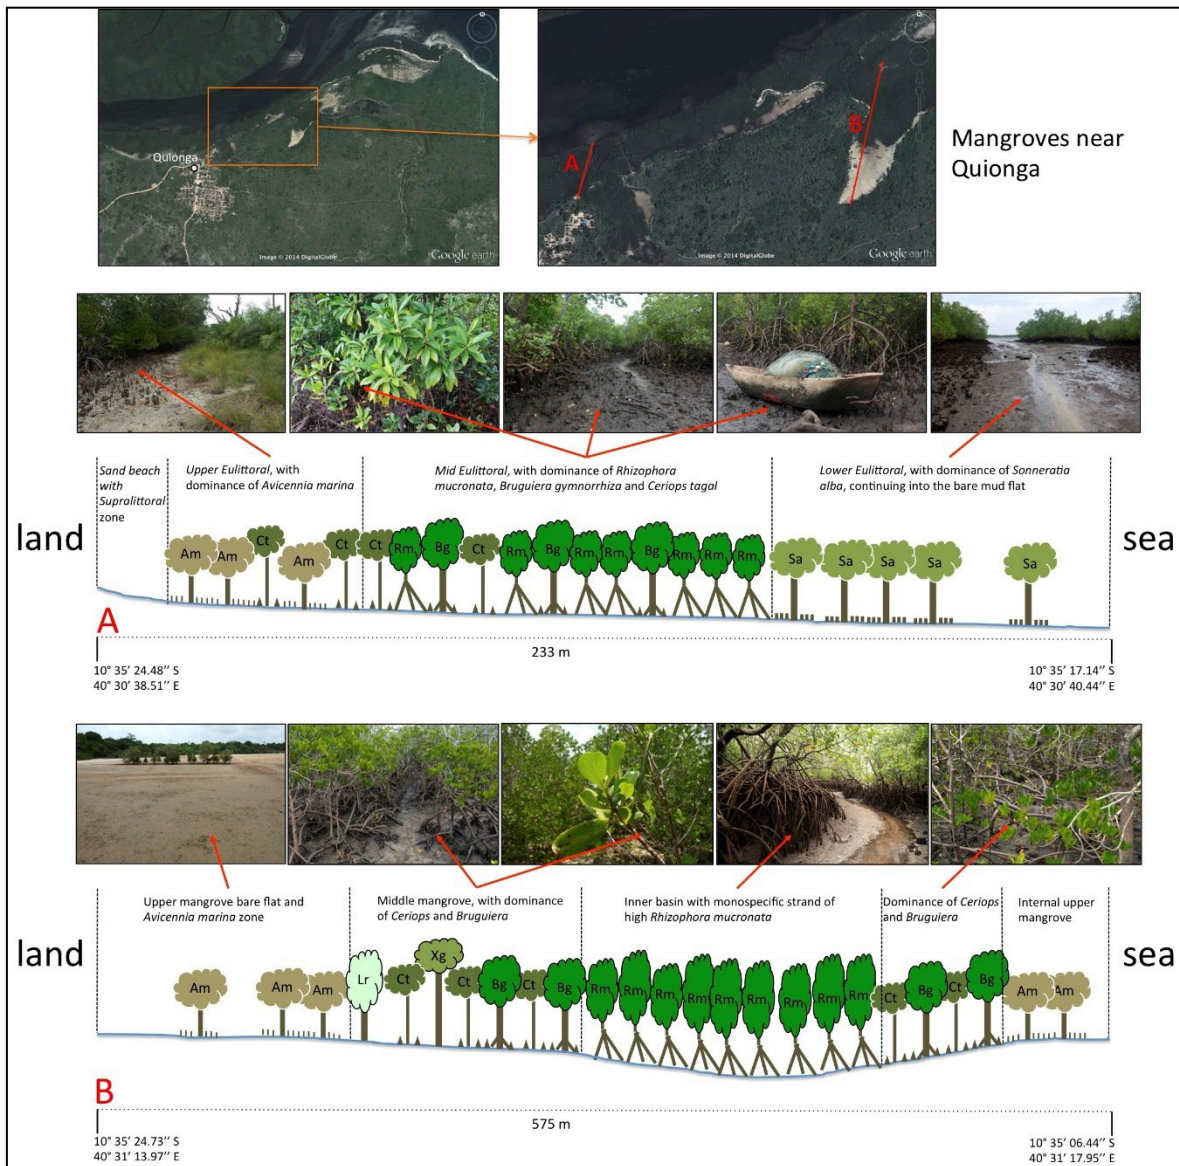 Quionga
Image © 2014 DigitalGlobe
Google earth
A
B
Image © 2014 DigitalGlobe
Google earth
Mangroves near
Quionga
Sand beach
with
Supralittoral
zone
Upper Eulittoral, with
dominance of Avicennia marina
Mid Eulittoral, with dominance of Rhizophora
mucronata, Bruguiera gymnorrhiza and Ceriops tagal
Lower Eulittoral, with dominance of Sonneratia
alba, continuing into the bare mud flat
land
sea
Am Am Ct Am Ct Ct Rm Bg Ct Rm Bg Rm Rm Bg Rm Rm Rm Sa Sa Sa Sa Sa
A
233 m
10° 35’ 24.48’’ S
40° 30’ 38.51’’ E
10° 35’ 17.14’’ S
40° 30’ 40.44’’ E
Upper mangrove bare flat and
Avicennia marina zone
Middle mangrove, with dominance
of Ceriops and Bruguiera
Inner basin with monospecific strand of
high Rhizophora mucronata
Dominance of Ceriops
and Bruguiera
Internal upper
mangrove
land
sea
Am Am Am Lr Ct Xg Ct Bg Ct Bg Rm Rm Rm Rm Rm Rm Rm Rm Rm Ct Bg Ct Bg Am Am
B
575 m
10° 35’ 24.73’’ S
40° 31’ 13.97’’ E
10° 35’ 06.44’’ S
40° 31’ 17.95’’ E